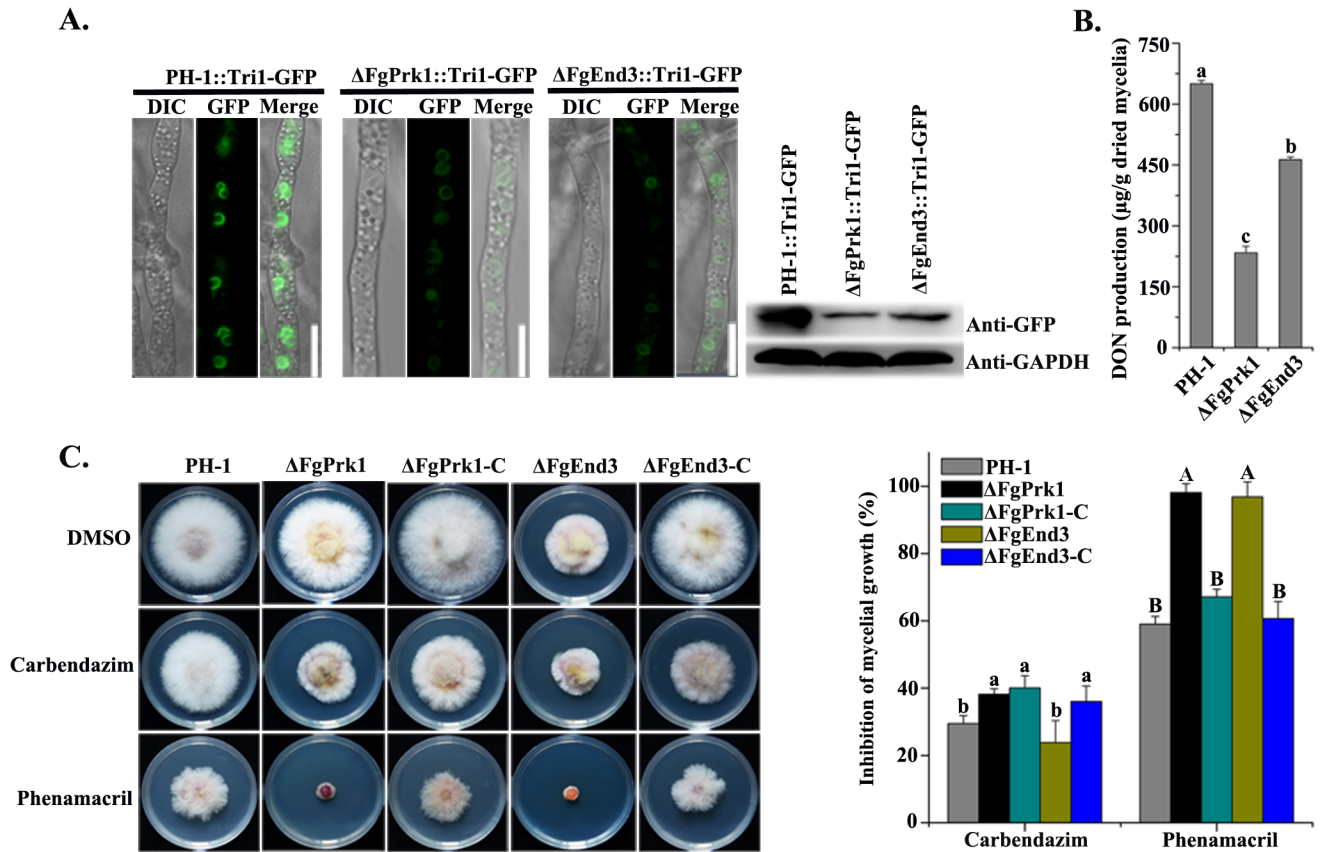 A.
PH-1::Tri1-GFP
ΔFgPrk1::Tri1-GFP
ΔFgEnd3::Tri1-GFP
DIC GFP Merge
DIC GFP Merge
DIC GFP Merge
PH-1::Tri1-GFP
ΔFgPrk1::Tri1-GFP
ΔFgEnd3::Tri1-GFP
Anti-GFP
Anti-GAPDH
B.
DON production (μg/g dried mycelia)
750
600
450
300
150
0
a
c
b
PH-1
ΔFgPrk1
ΔFgEnd3
C.
PH-1 ΔFgPrk1 ΔFgPrk1-C ΔFgEnd3 ΔFgEnd3-C
DMSO
Carbendazim
Phenamacril
Inhibition of mycelial growth (%)
100
80
60
40
20
0
PH-1
ΔFgPrk1
ΔFgPrk1-C
ΔFgEnd3
ΔFgEnd3-C
b a a b a
B A B A B
Carbendazim Phenamacril